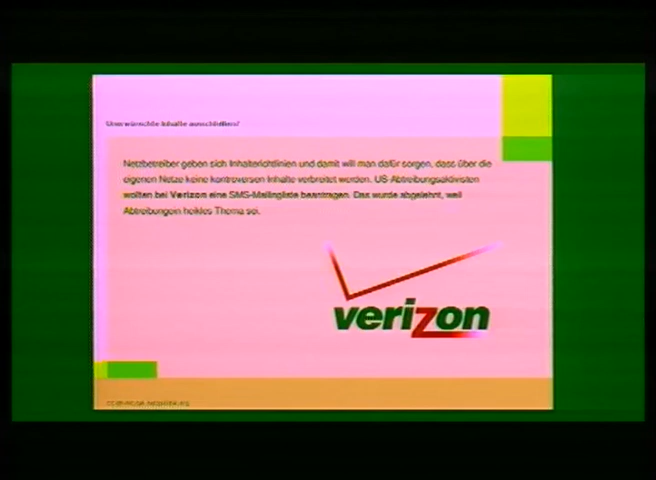 Unerwünschte Inhalte ausschließen?
Netzbetreiber geben sich Inhalterichtlinien und damit will man dafür sorgen, dass über die
eigenen Netze keine kontroversen Inhalte verbreitet werden. US-Abtreibungsaktivisten
wollten bei Verizon eine SMS-Mailingliste beantragen. Das wurde abgelehnt, weil
Abtreibungein heikles Thema sei.
verizon